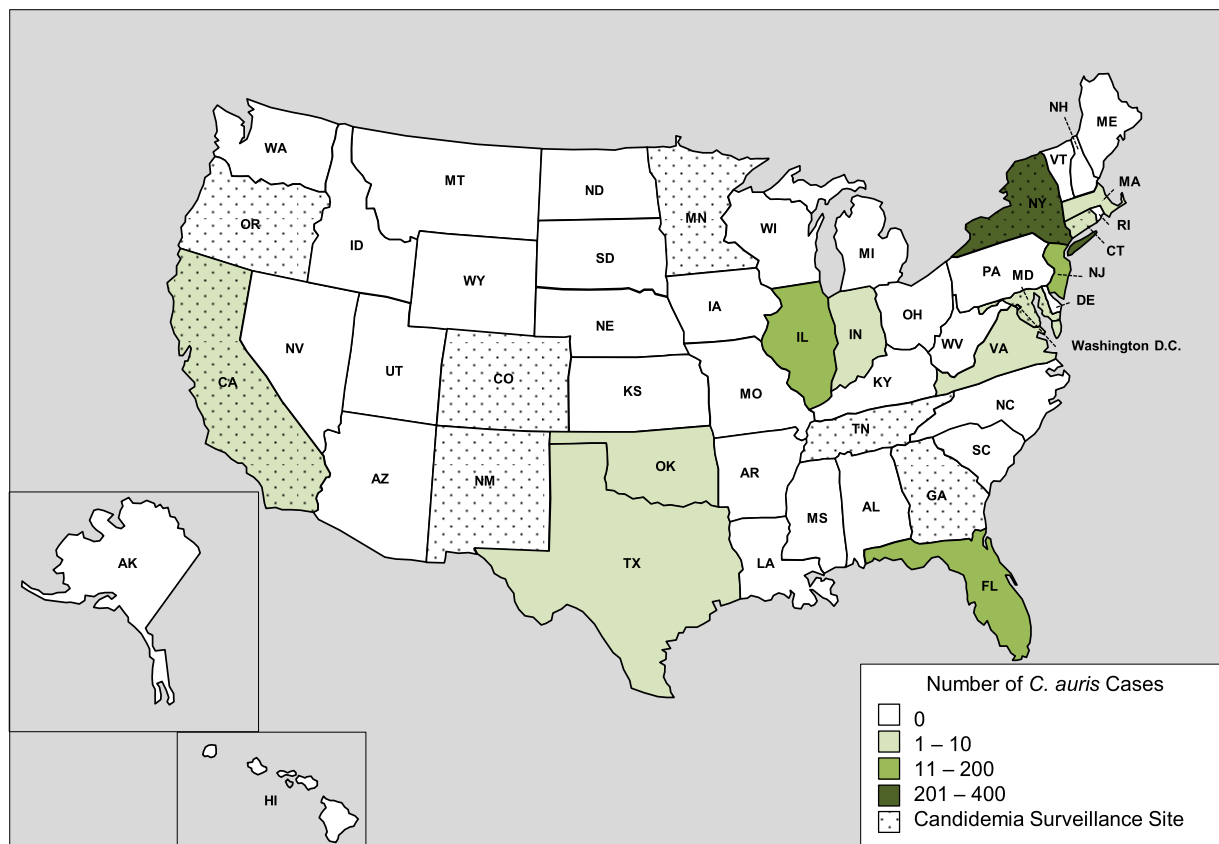 NH
ME
WA
VT
MT
ND
MA
OR
MN
NY
WI
RI
ID
CT
SD
MI
WY
PA
MD
NJ
DE
IA
NE
OH
IL
IN
Washington D.C.
NV
WV
VA
UT
CO
CA
KS
MO
KY
NC
TN
OK
SC
AR
AZ
NM
GA
MS
AL
TX
LA
AK
FL
HI
Number of C. auris Cases
0
1 – 10
11 – 200
201 – 400
Candidemia Surveillance Site